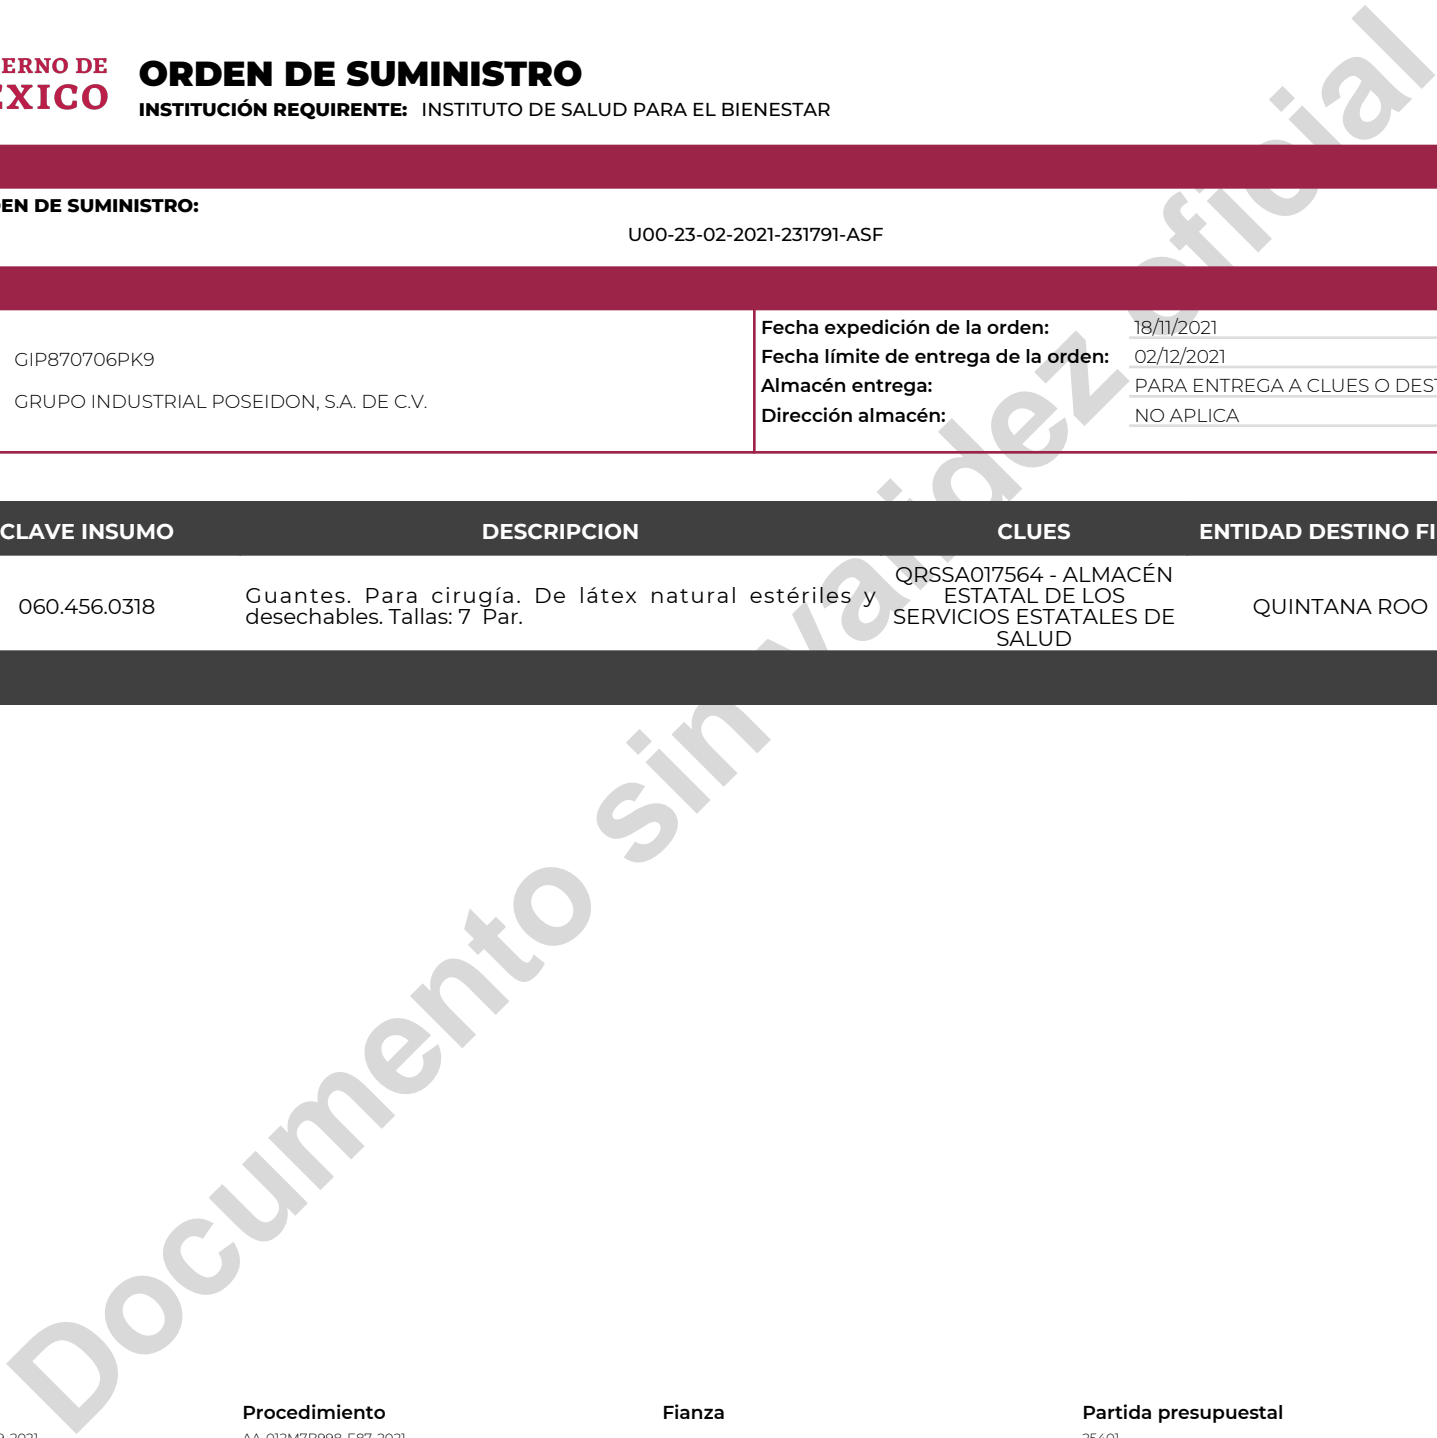 ERNO DE
ORDEN DE SUMINISTRO
INSTITUCIÓN REQUIRENTE: INSTITUTO DE SALUD PARA EL BIENESTAR
EN DE SUMINISTRO:
U00-23-02-2021-231791-ASF
GIP870706PK9
GRUPO INDUSTRIAL POSEIDON, S.A. DE C.V.
Fecha expedición de la orden: 18/11/2021
Fecha límite de entrega de la orden: 02/12/2021
Almacén entrega: PARA ENTREGA A CLUES O DEST
Dirección almacén: NO APLICA
CLAVE INSUMO DESCRIPCION CLUES ENTIDAD DESTINO FI
060.456.0318
Guantes. Para cirugía. De látex natural estériles y
desechables. Tallas: 7 Par.
QRSSA017564 - ALMACÉN
ESTATAL DE LOS
SERVICIOS ESTATALES DE
SALUD
QUINTANA ROO
Documento sin validez oficial
Procedimiento Fianza Partida presupuestal